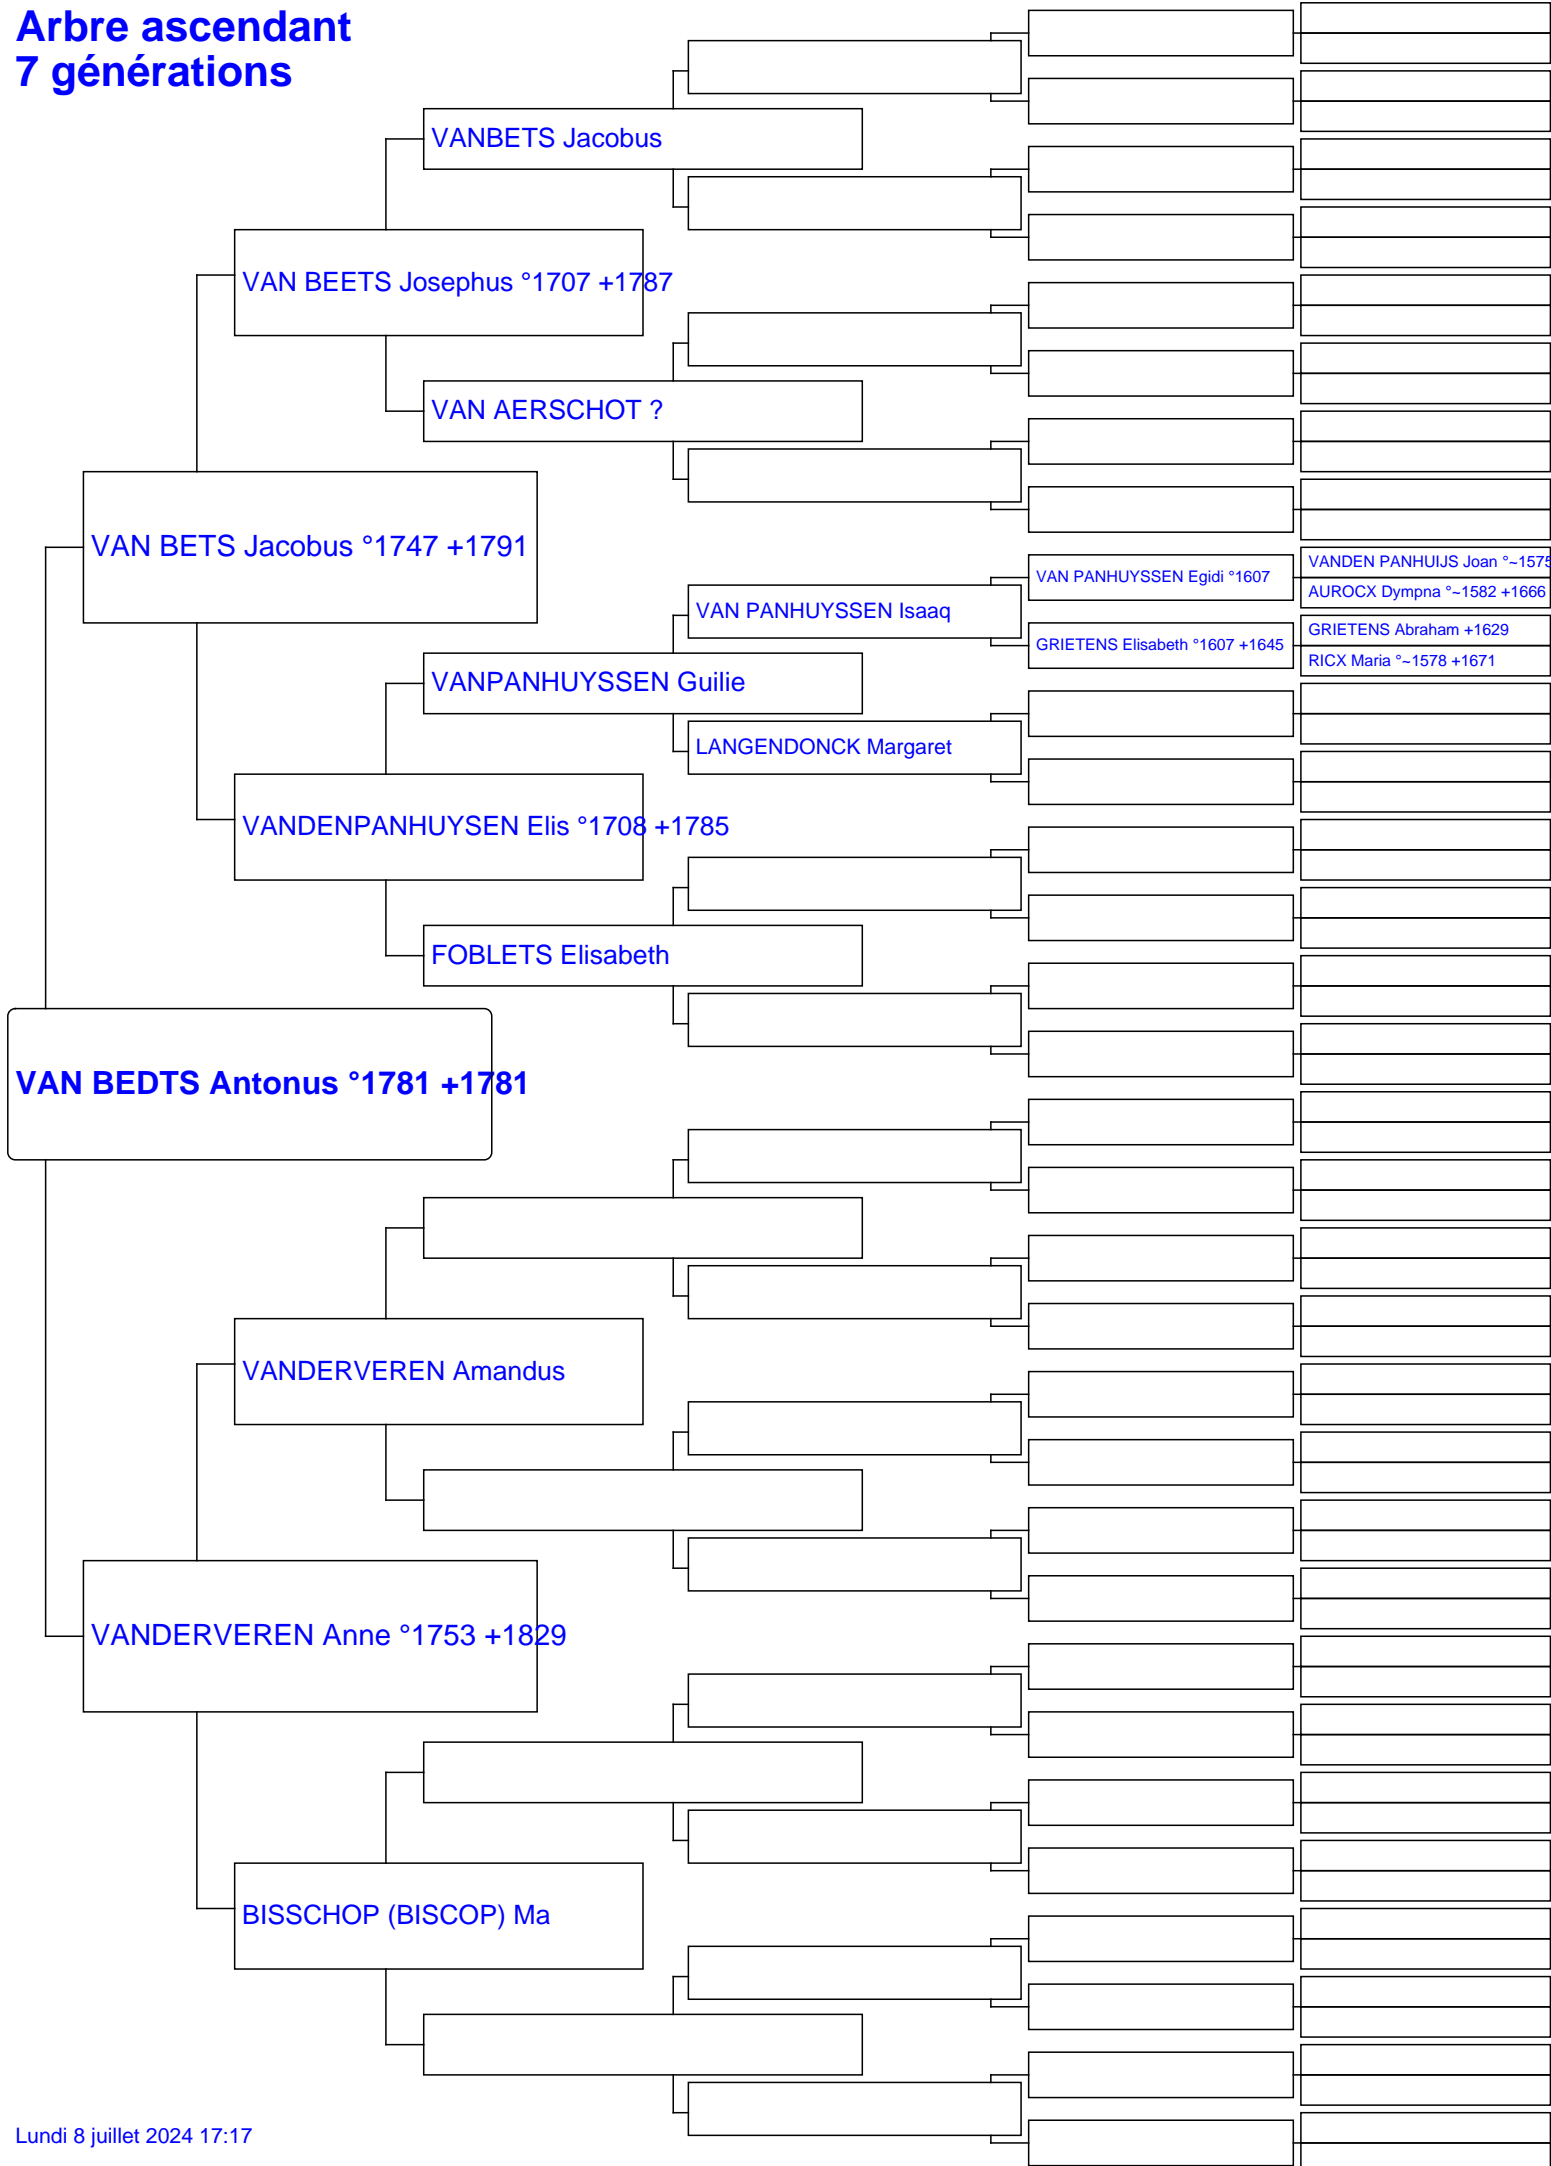 Arbre ascendant
7 générations
VANBETS Jacobus
VAN BEETS Josephus °1707 +1787
VAN AERSCHOT ?
VAN BETS Jacobus °1747 +1791
VAN PANHUYSSEN Egidi °1607
VANDEN PANHUIJS Joan °~1575
AUROCX Dympna °~1582 +1666
VAN PANHUYSSEN Isaaq
GRIETENS Elisabeth °1607 +1645
GRIETENS Abraham +1629
RICX Maria °~1578 +1671
VANPANHUYSSEN Guilie
LANGENDONCK Margaret
VANDENPANHUYSEN Elis °1708 +1785
FOBLETS Elisabeth
VAN BEDTS Antonus °1781 +1781
VANDERVEREN Amandus
VANDERVEREN Anne °1753 +1829
BISSCHOP (BISCOP) Ma
Lundi 8 juillet 2024 17:17